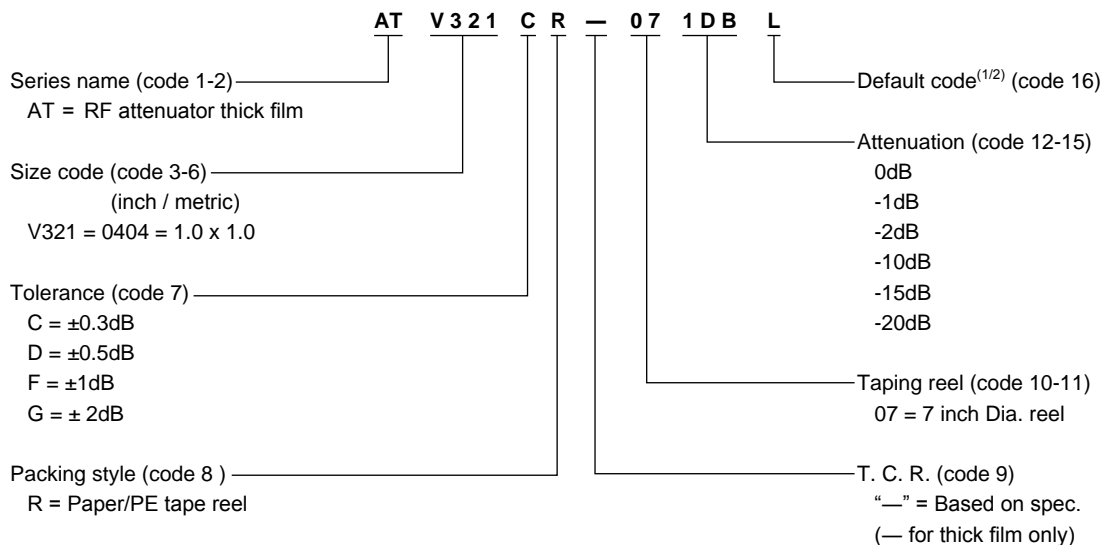 AT V321 C R — 07 1DB L
Series name (code 1-2)
AT = RF attenuator thick film
Size code (code 3-6)
(inch / metric)
V321 = 0404 = 1.0 x 1.0
Tolerance (code 7)
C = ±0.3dB
D = ±0.5dB
F = ±1dB
G = ± 2dB
Packing style (code 8 )
R = Paper/PE tape reel
Default code(1/2) (code 16)
Attenuation (code 12-15)
0dB
-1dB
-2dB
-10dB
-15dB
-20dB
Taping reel (code 10-11)
07 = 7 inch Dia. reel
T. C. R. (code 9)
“—” = Based on spec.
(— for thick film only)